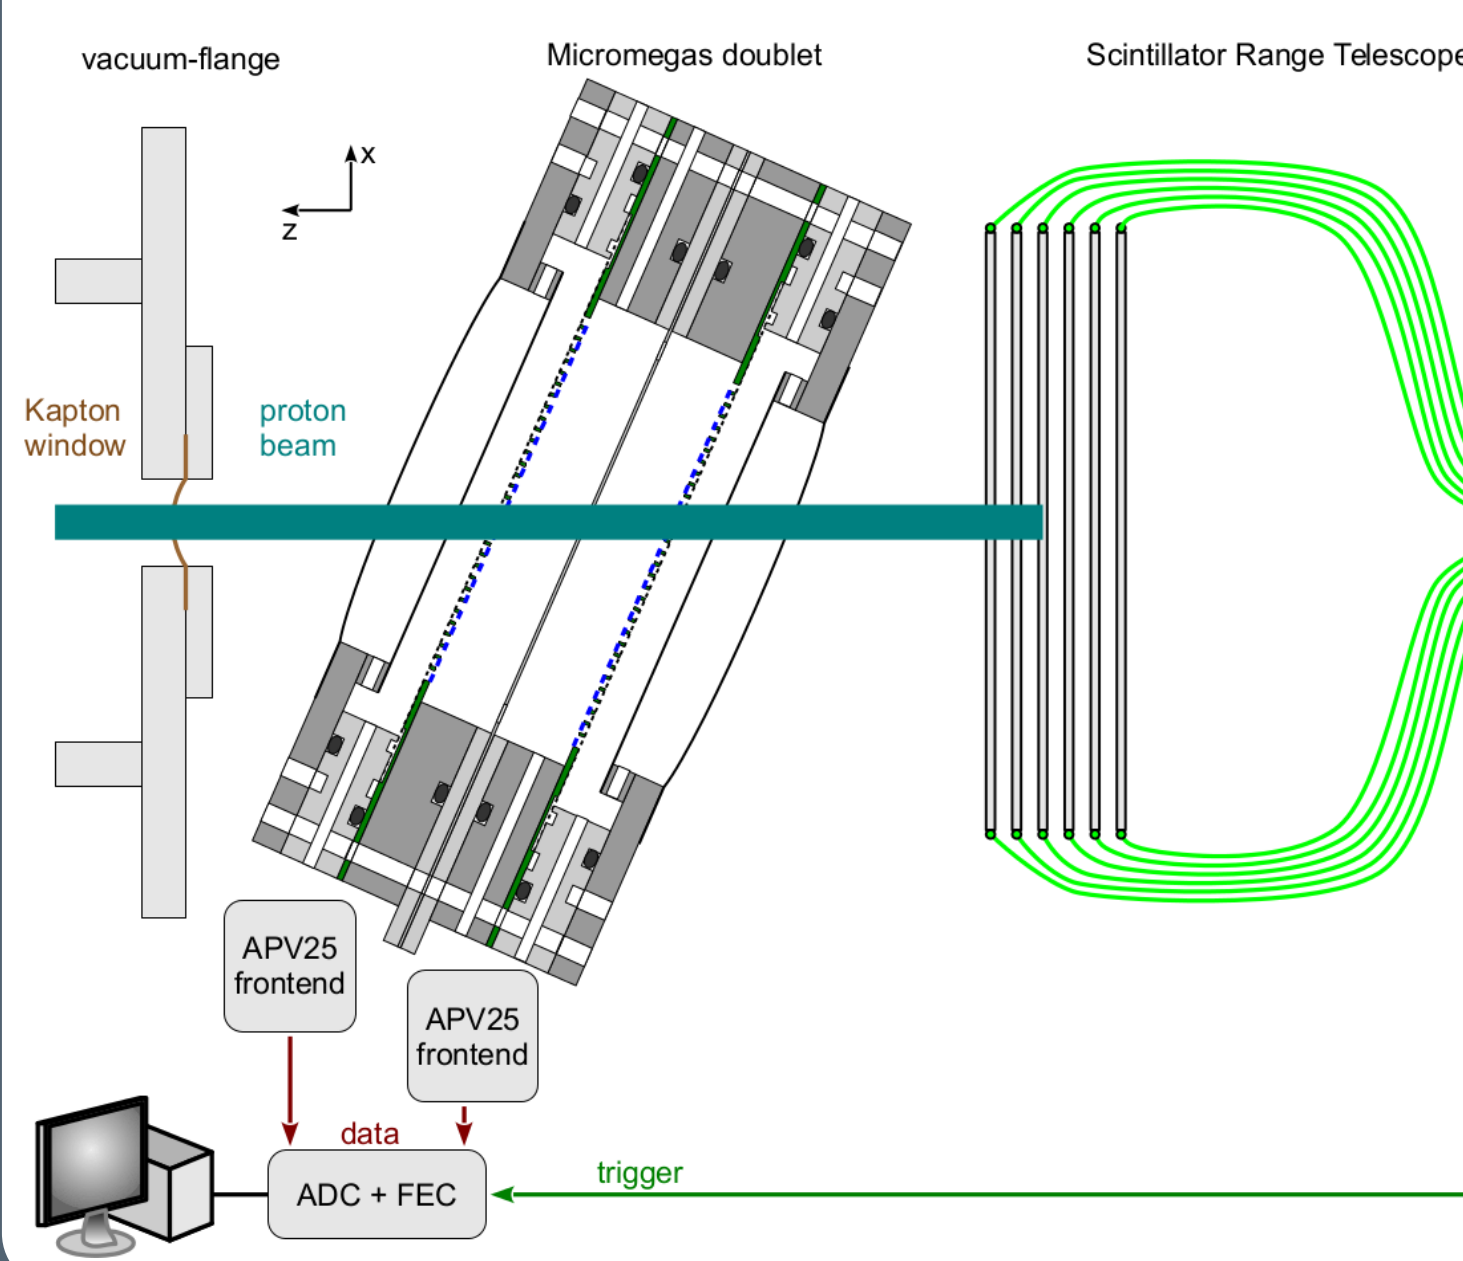 vacuum-flange
Micromegas doublet
Scintillator Range Telescope
x
z
Kapton
window
proton
beam
APV25
frontend
APV25
frontend
data
trigger
ADC + FEC